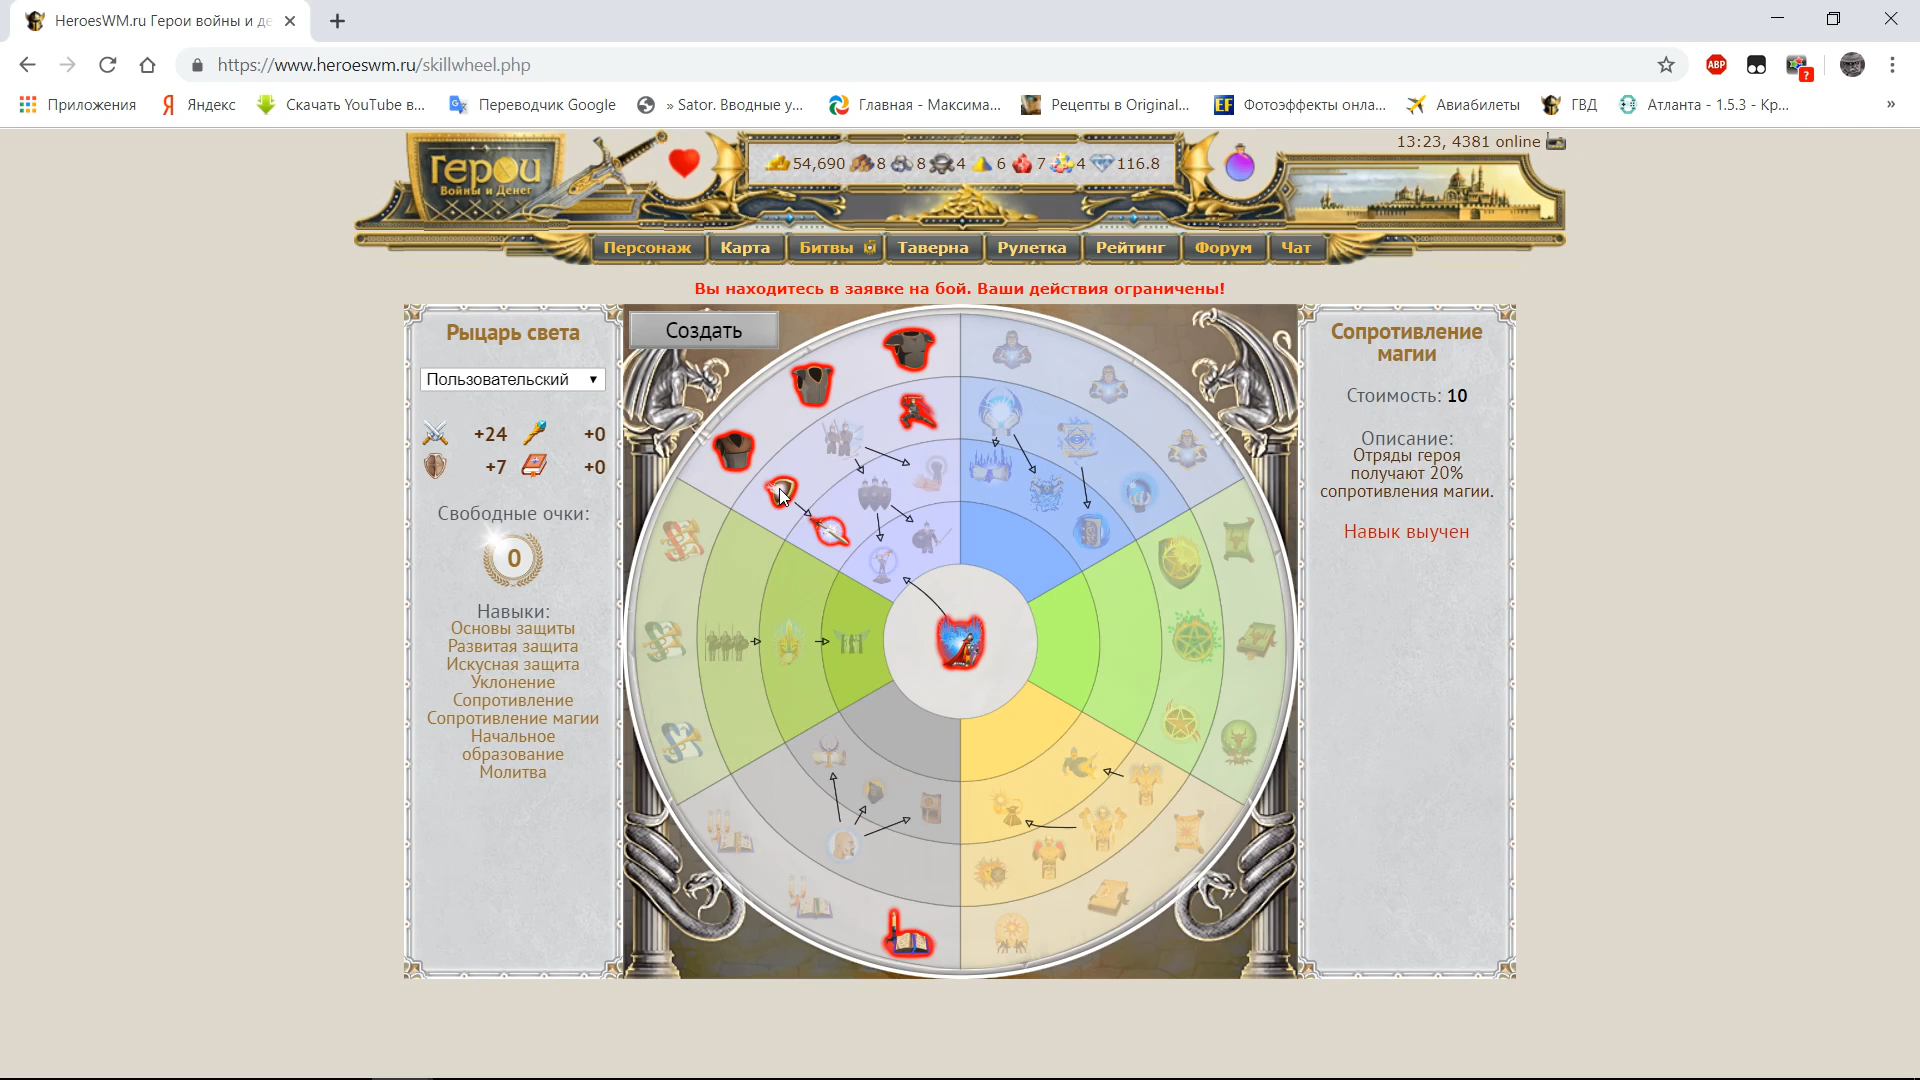 HeroesWM.ru Герои войны и де
https://www.heroeswm.ru/skillwheel.php
ABP
?
Приложения
Яндекс
Скачать YouTube в...
Переводчик Google
» Sator. Вводные у...
Главная - Максима...
Рецепты в Original...
EF Фотоэффекты онла...
Авиабилеты
ГВД
Атланта - 1.5.3 - Кр...
»
Герои
Войны и Денег
54,690 8 8 4 6 7 4 116.8
13:23, 4381 online
Персонаж
Карта
Битвы
Таверна
Рулетка
Рейтинг
Форум
Чат
Вы находитесь в заявке на бой. Ваши действия ограничены!
Рыцарь света
Пользовательский
+24 +0
+7 +0
Свободные очки:
0
Навыки:
Основы защиты
Развитая защита
Искусная защита
Уклонение
Сопротивление
Сопротивление магии
Начальное
образование
Молитва
Создать
Сопротивление
магии
Стоимость: 10
Описание:
Отряды героя
получают 20%
сопротивления магии.
Навык выучен